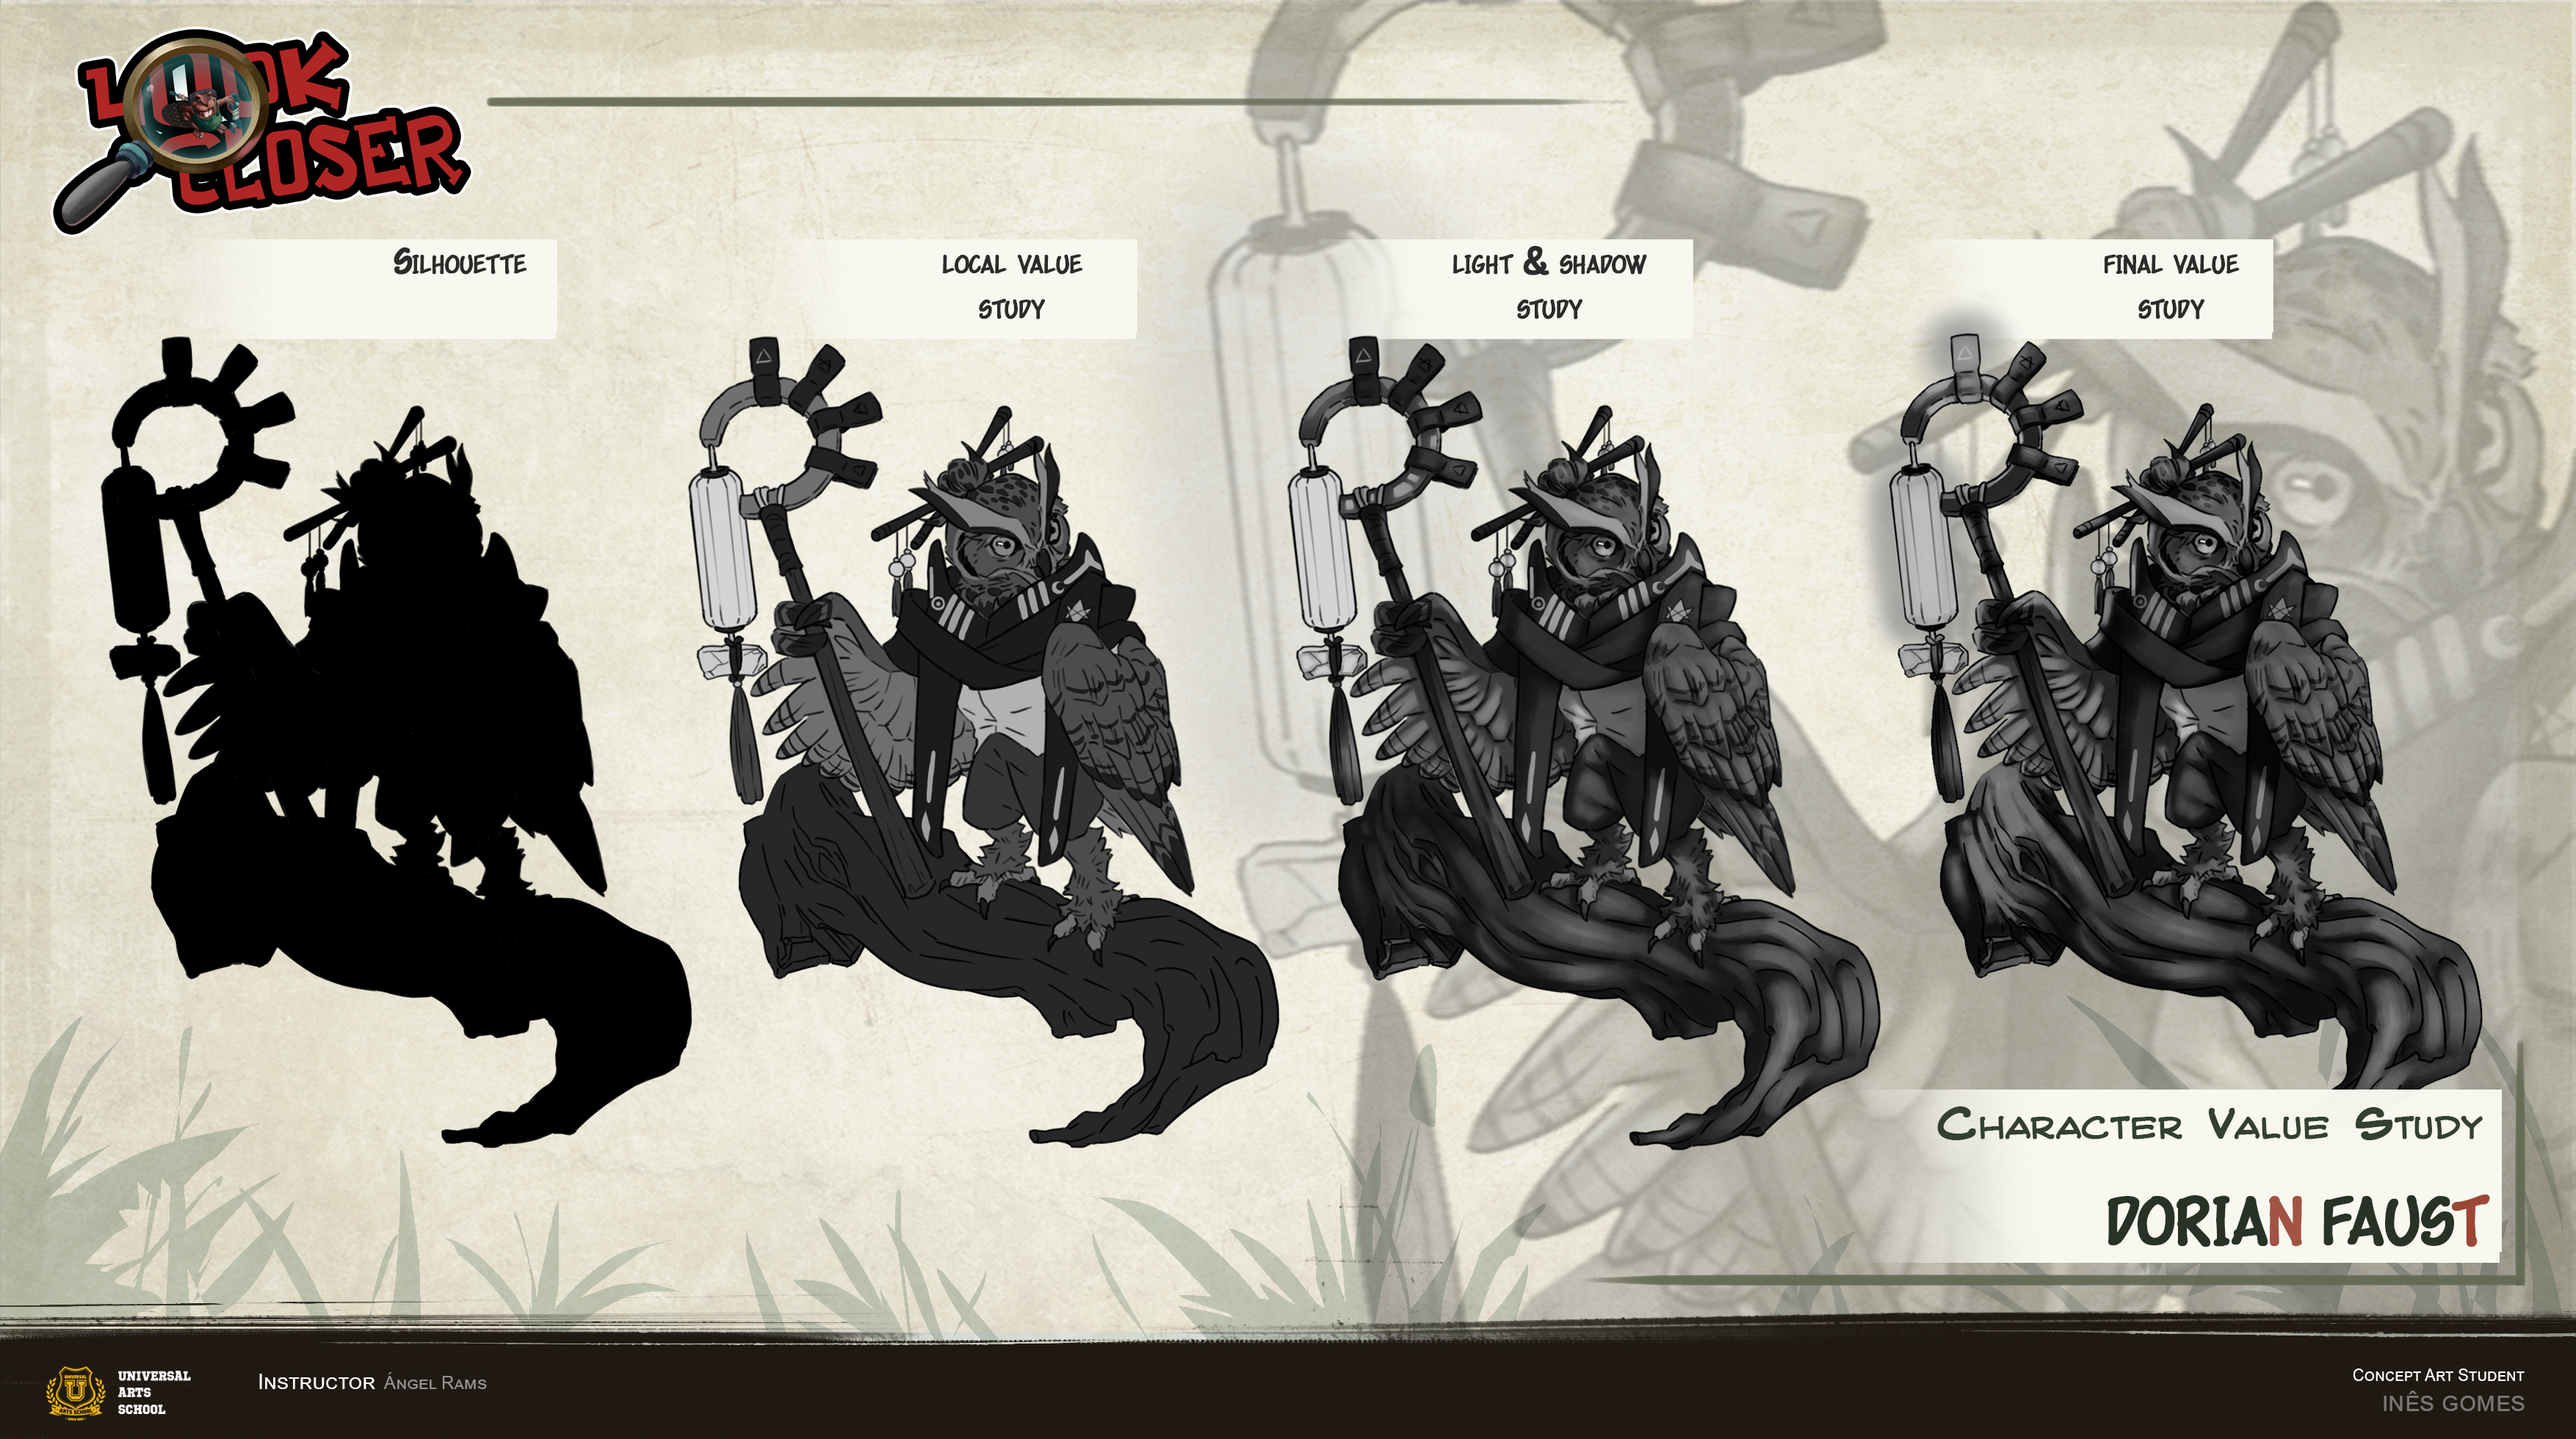 LOOK
CLOSER
SILHOUETTE
LOCAL VALUE
STUDY
LIGHT & SHADOW
STUDY
FINAL VALUE
STUDY
CHARACTER VALUE STUDY
DORIAN FAUST
UNIVERSAL
ARTS
SCHOOL
INSTRUCTOR ÁNGEL RAMS
CONCEPT ART STUDENT
INÊS GOMES